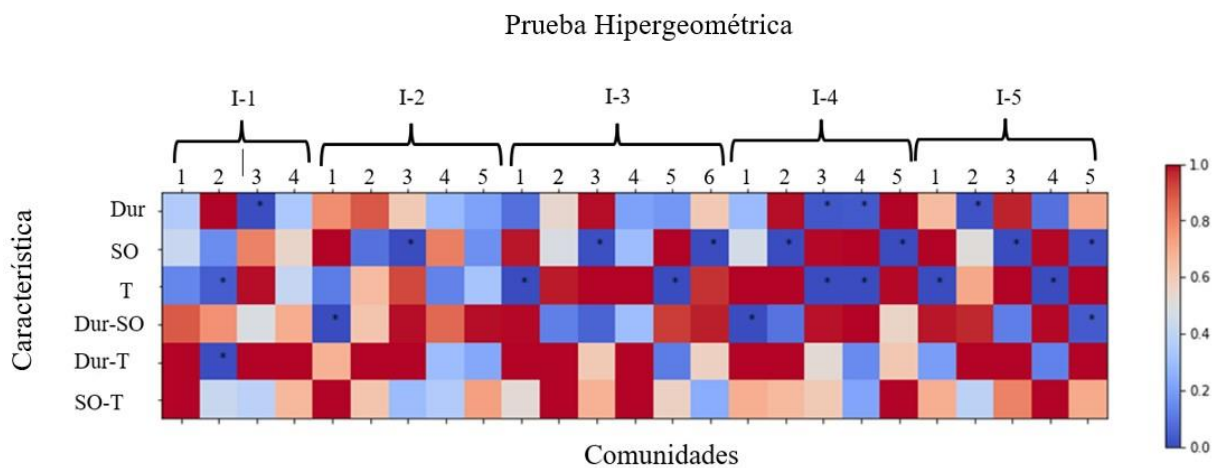 Prueba Hipergeométrica
I-1 I-2 I-3 I-4 I-5
1 2 3 4 1 2 3 4 5 1 2 3 4 5 6 1 2 3 4 5 1 2 3 4 5
Característica
Dur * * * *
SO * * * * * * *
T * * * * * * *
Dur-SO * * *
Dur-T *
SO-T
Comunidades
1.0
0.8
0.6
0.4
0.2
0.0